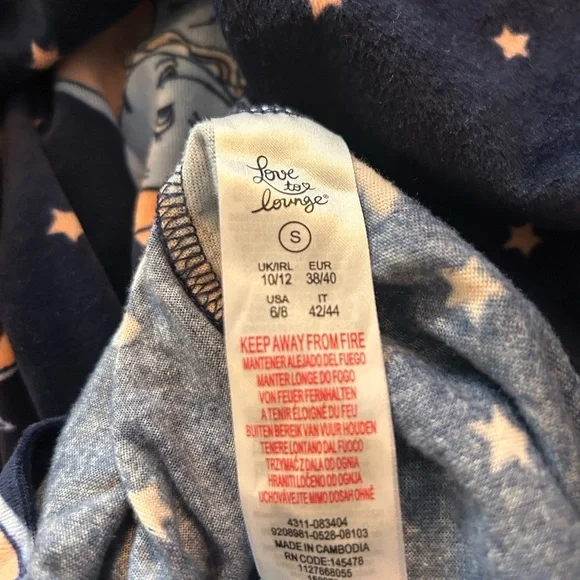 Love
to
lounge®
S
UK/IRL EUR
10/12 38/40
USA IT
6/8 42/44
KEEP AWAY FROM FIRE
MANTENER ALEJADO DEL FUEGO
MANTER LONGE DO FOGO
VON FEUER FERNHALTEN
A TENIR ÉLOIGNÉ DU FEU
BUITEN BEREIK VAN VUUR HOUDEN
TENERE LONTANO DAL FUOCO
TRZYMAĆ Z DALA OD OGNIA
HRANITI LOČENO OD OGNJA
UCHOVÁVEJTE MIMO DOSAH OHNĚ
4311-083404
9208981-0528-08103
MADE IN CAMBODIA
RN CODE: 145476
1127868055